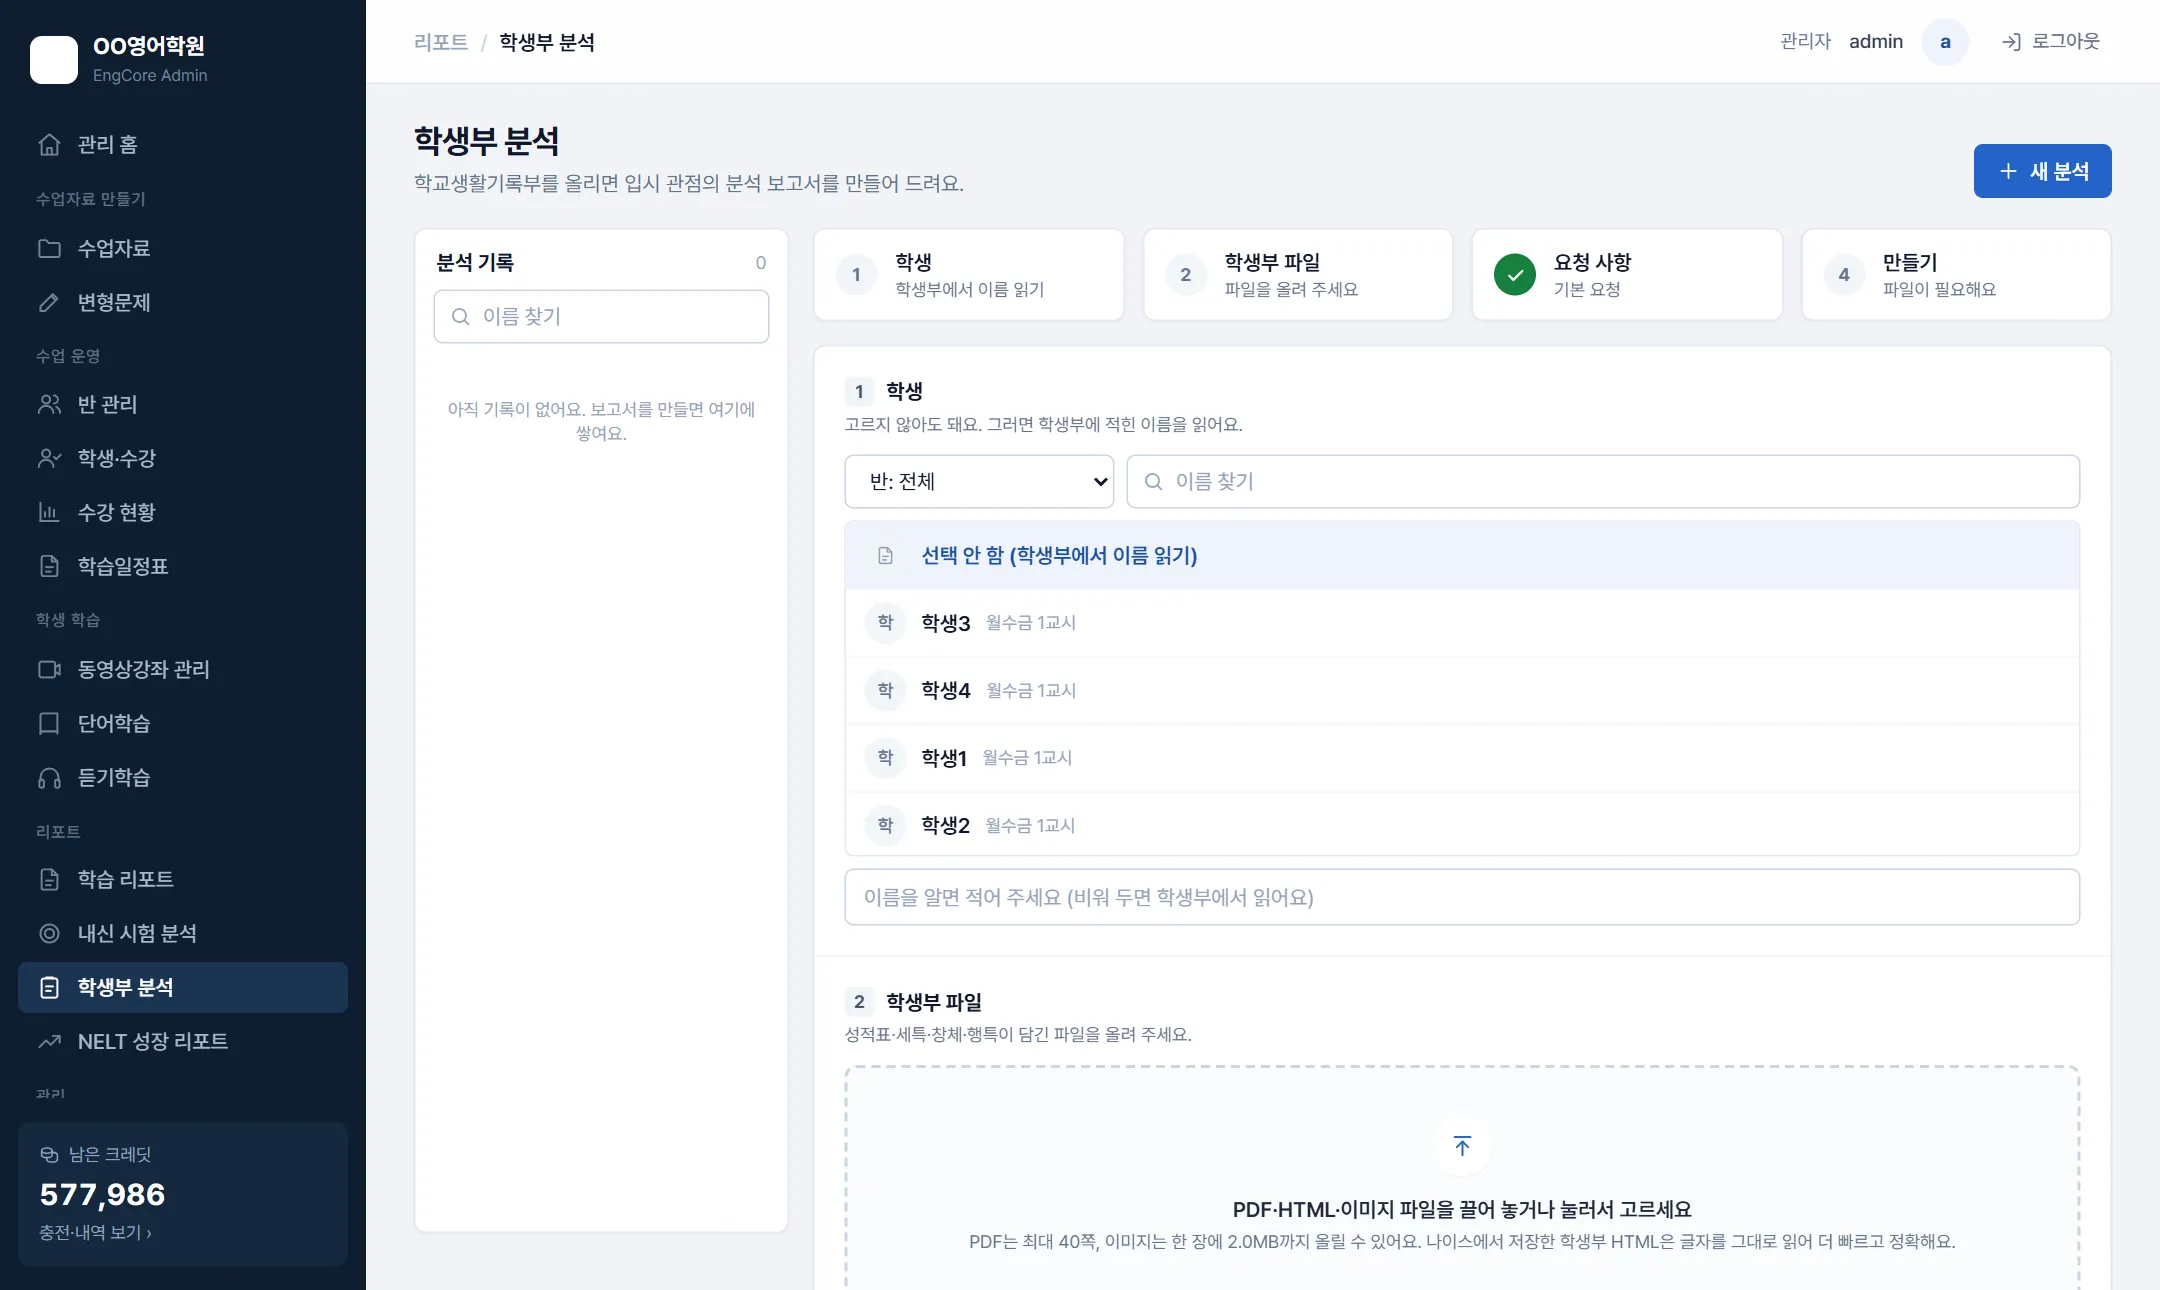 OO영어학원
EngCore Admin
관리 홈
수업자료 만들기
수업자료
변형문제
수업 운영
반 관리
학생·수강
수강 현황
학습일정표
학생 학습
동영상강좌 관리
단어학습
듣기학습
리포트
학습 리포트
내신 시험 분석
학생부 분석
NELT 성장 리포트
관리
남은 크레딧
577,986
충전·내역 보기 ›
리포트 / 학생부 분석
관리자 admin a 로그아웃
학생부 분석
학교생활기록부를 올리면 입시 관점의 분석 보고서를 만들어 드려요.
+ 새 분석
분석 기록 0
이름 찾기
아직 기록이 없어요. 보고서를 만들면 여기에
쌓여요.
1 학생
학생부에서 이름 읽기
2 학생부 파일
파일을 올려 주세요
요청 사항
기본 요청
4 만들기
파일이 필요해요
1 학생
고르지 않아도 돼요. 그러면 학생부에 적힌 이름을 읽어요.
반: 전체
이름 찾기
선택 안 함 (학생부에서 이름 읽기)
학 학생3 월수금 1교시
학 학생4 월수금 1교시
학 학생1 월수금 1교시
학 학생2 월수금 1교시
이름을 알면 적어 주세요 (비워 두면 학생부에서 읽어요)
2 학생부 파일
성적표·세특·창체·행특이 담긴 파일을 올려 주세요.
PDF·HTML·이미지 파일을 끌어 놓거나 눌러서 고르세요
PDF는 최대 40쪽, 이미지는 한 장에 2.0MB까지 올릴 수 있어요. 나이스에서 저장한 학생부 HTML은 글자를 그대로 읽어 더 빠르고 정확해요.